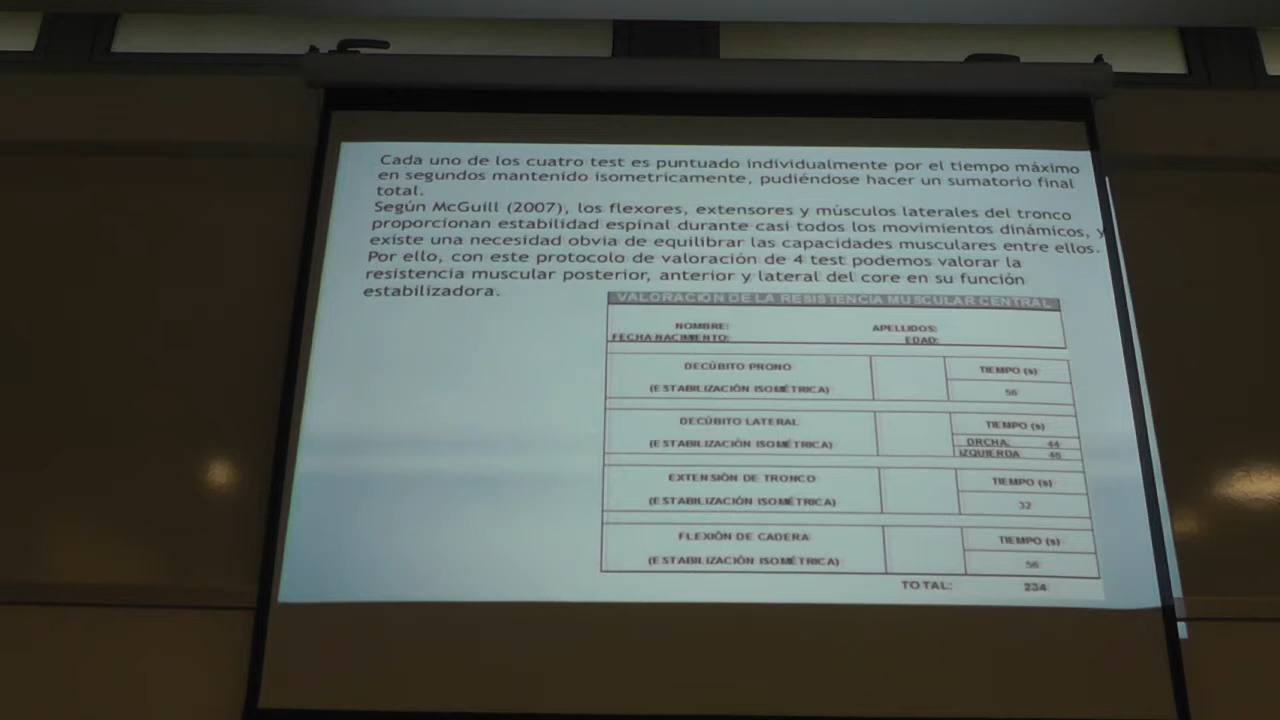 Cada uno de los cuatro test es puntuado individualmente por el tiempo máximo
en segundos mantenido isometricamente, pudiéndose hacer un sumatorio final
total.
Según McGuill (2007), los flexores, extensores y músculos laterales del tronco
proporcionan estabilidad espinal durante casi todos los movimientos dinámicos, y
existe una necesidad obvia de equilibrar las capacidades musculares entre ellos.
Por ello, con este protocolo de valoración de 4 test podemos valorar la
resistencia muscular posterior, anterior y lateral del core en su función
estabilizadora.
VALORACIÓN DE LA RESISTENCIA MUSCULAR CENTRAL
NOMBRE: APELLIDOS:
FECHA NACIMIENTO: EDAD:
DECÚBITO PRONO TIEMPO (s)
(ESTABILIZACIÓN ISOMÉTRICA) 56
DECÚBITO LATERAL TIEMPO (s)
DRCHA: 44
(ESTABILIZACIÓN ISOMÉTRICA)
IZQUIERDA 46
EXTENSIÓN DE TRONCO TIEMPO (s)
(ESTABILIZACIÓN ISOMÉTRICA) 32
FLEXIÓN DE CADERA TIEMPO (s)
(ESTABILIZACIÓN ISOMÉTRICA) 56
TOTAL: 234